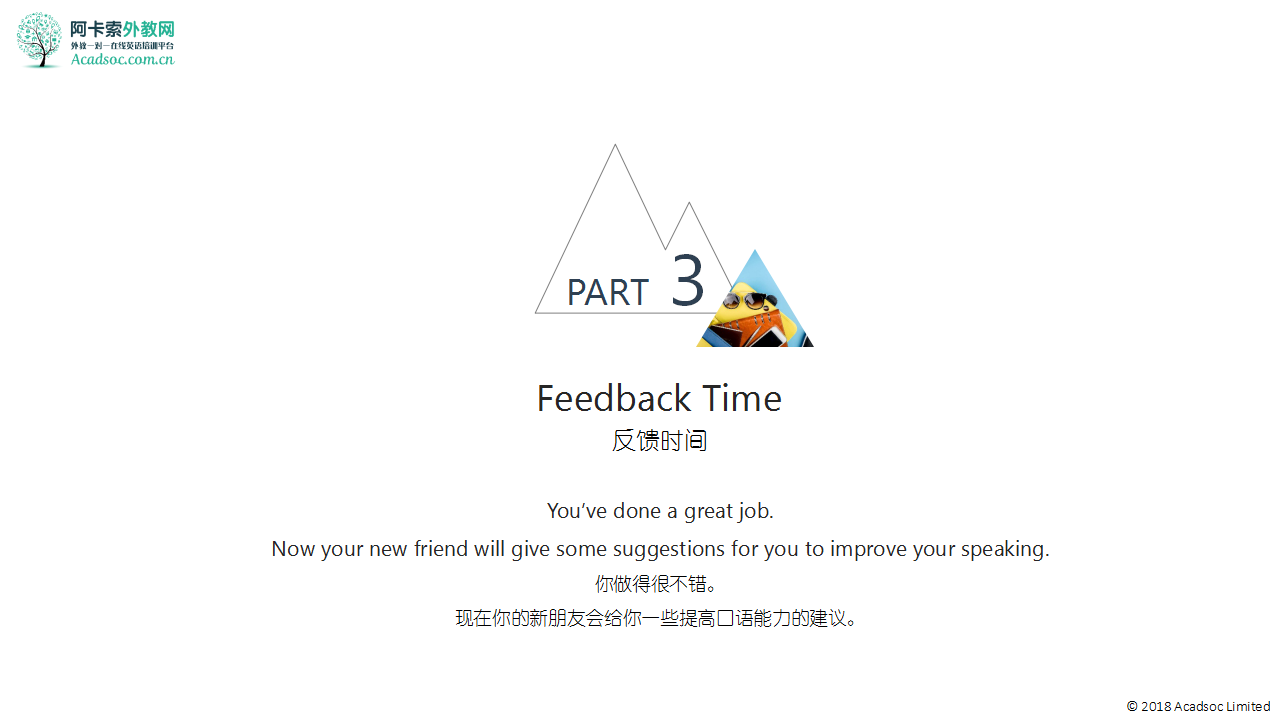 阿卡索外教网
外教一对一在线英语培训平台
Acadsoc.com.cn
PART 3
Feedback Time
反馈时间
You’ve done a great job.
Now your new friend will give some suggestions for you to improve your speaking.
你做得很不错。
现在你的新朋友会给你一些提高口语能力的建议。
© 2018 Acadsoc Limited